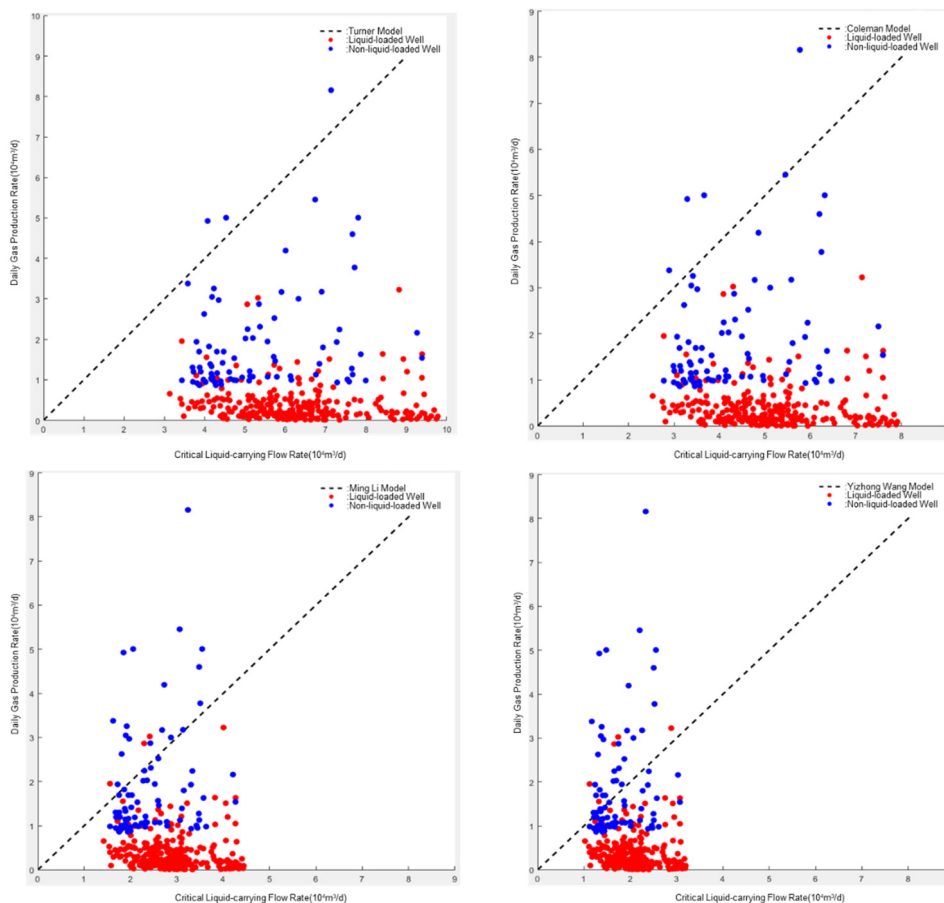 :Turner Model
:Liquid-loaded Well
:Non-liquid-loaded Well
Daily Gas Production Rate(10⁴m³/d)
10
9
8
7
6
5
4
3
2
1
0
0 1 2 3 4 5 6 7 8 9 10
Critical Liquid-carrying Flow Rate(10⁴m³/d)
:Coleman Model
:Liquid-loaded Well
:Non-liquid-loaded Well
Daily Gas Production Rate(10⁴m³/d)
9
8
7
6
5
4
3
2
1
0
0 1 2 3 4 5 6 7 8
Critical Liquid-carrying Flow Rate(10⁴m³/d)
:Ming Li Model
:Liquid-loaded Well
:Non-liquid-loaded Well
Daily Gas Production Rate(10⁴m³/d)
9
8
7
6
5
4
3
2
1
0
0 1 2 3 4 5 6 7 8 9
Critical Liquid-carrying Flow Rate(10⁴m³/d)
:Yizhong Wang Model
:Liquid-loaded Well
:Non-liquid-loaded Well
Daily Gas Production Rate(10⁴m³/d)
9
8
7
6
5
4
3
2
1
0
0 1 2 3 4 5 6 7 8
Critical Liquid-carrying Flow Rate(10⁴m³/d)